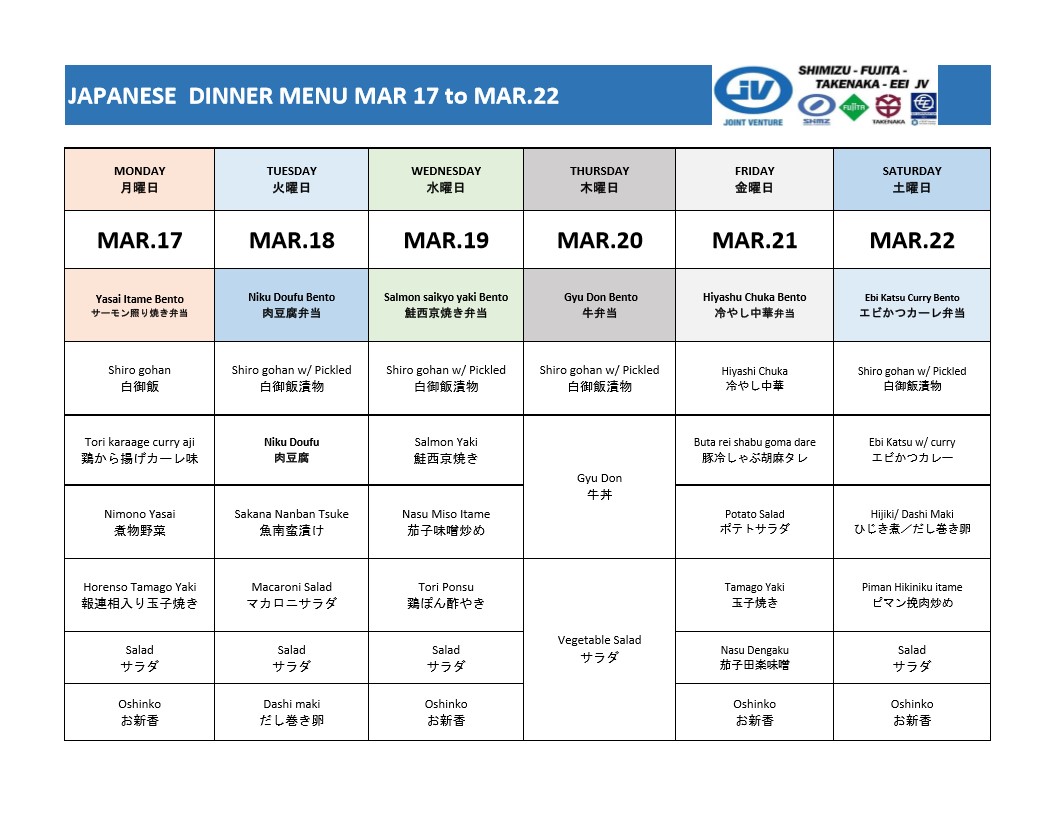 JAPANESE  DINNER MENU MAR 17 to MAR.22
JV
JOINT VENTURE
SHIMIZU - FUJITA -
TAKENAKA - EEI JV
SHMZ
FUJITA
TAKENAKA
MONDAY
月曜日
TUESDAY
火曜日
WEDNESDAY
水曜日
THURSDAY
木曜日
FRIDAY
金曜日
SATURDAY
土曜日
MAR.17
MAR.18
MAR.19
MAR.20
MAR.21
MAR.22
Yasai Itame Bento
サーモン照り焼き弁当
Niku Doufu Bento
肉豆腐弁当
Salmon saikyo yaki Bento
鮭西京焼き弁当
Gyu Don Bento
牛弁当
Hiyashu Chuka Bento
冷やし中華弁当
Ebi Katsu Curry Bento
エビかつカーレ弁当
Shiro gohan
白御飯
Shiro gohan w/ Pickled
白御飯漬物
Shiro gohan w/ Pickled
白御飯漬物
Shiro gohan w/ Pickled
白御飯漬物
Hiyashi Chuka
冷やし中華
Shiro gohan w/ Pickled
白御飯漬物
Tori karaage curry aji
鶏から揚げカーレ味
Niku Doufu
肉豆腐
Salmon Yaki
鮭西京焼き
Gyu Don
牛丼
Buta rei shabu goma dare
豚冷しゃぶ胡麻タレ
Ebi Katsu w/ curry
エビかつカレー
Nimono Yasai
煮物野菜
Sakana Nanban Tsuke
魚南蛮漬け
Nasu Miso Itame
茄子味噌炒め
Potato Salad
ポテトサラダ
Hijiki/ Dashi Maki
ひじき煮／だし巻き卵
Horenso Tamago Yaki
報連相入り玉子焼き
Macaroni Salad
マカロニサラダ
Tori Ponsu
鶏ぽん酢やき
Vegetable Salad
サラダ
Tamago Yaki
玉子焼き
Piman Hikiniku itame
ピマン挽肉炒め
Salad
サラダ
Salad
サラダ
Salad
サラダ
Nasu Dengaku
茄子田楽味噌
Salad
サラダ
Oshinko
お新香
Dashi maki
だし巻き卵
Oshinko
お新香
Oshinko
お新香
Oshinko
お新香